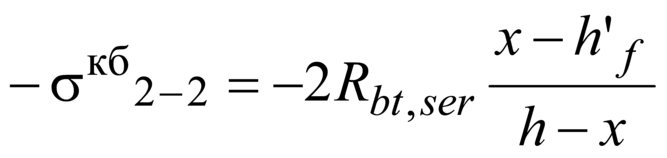 −σ^кб_2−2 = −2R_bt,ser (x − h'_f)/(h − x)